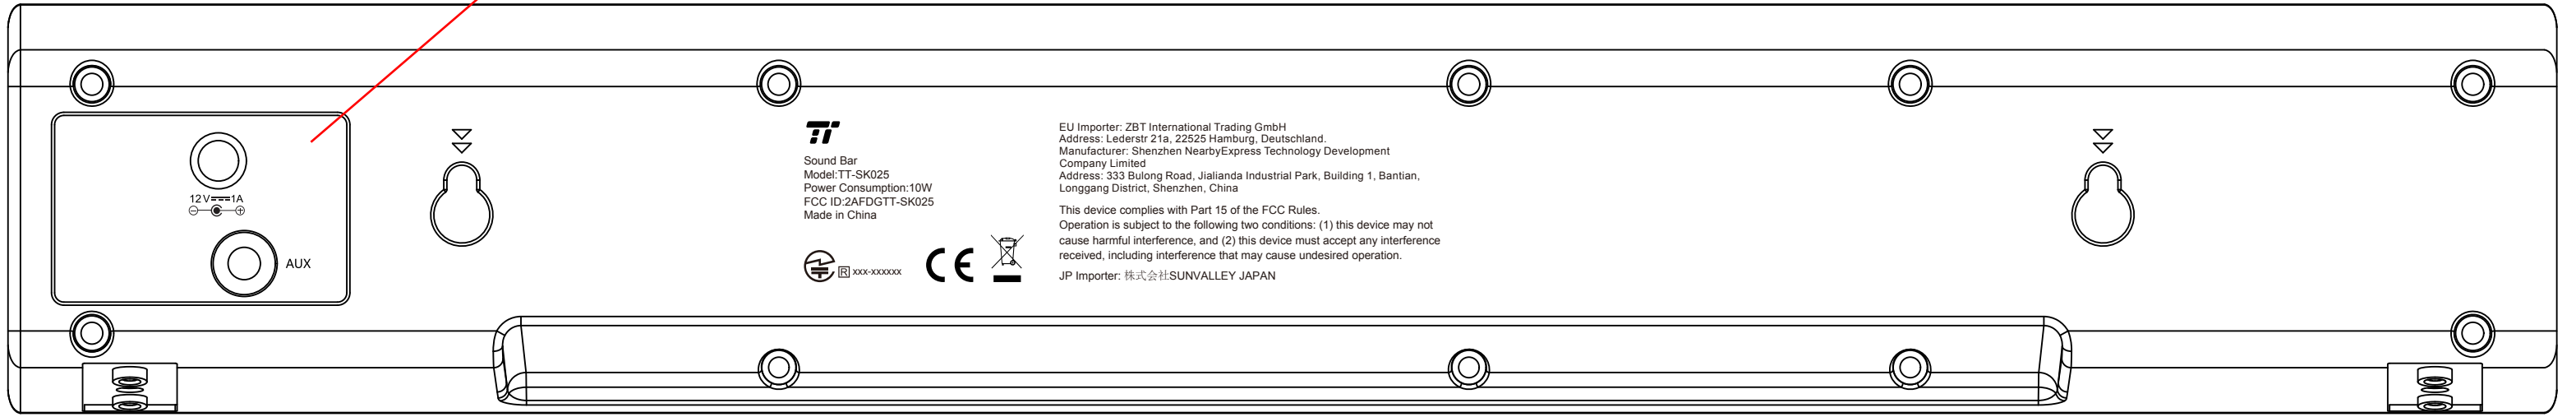 12V 1A
AUX
TT
Sound Bar
Model:TT-SK025
Power Consumption:10W
FCC ID:2AFDGTT-SK025
Made in China
R xxx-xxxxxx
CE
EU Importer: ZBT International Trading GmbH
Address: Lederstr 21a, 22525 Hamburg, Deutschland.
Manufacturer: Shenzhen NearbyExpress Technology Development
Company Limited
Address: 333 Bulong Road, Jialianda Industrial Park, Building 1, Bantian,
Longgang District, Shenzhen, China
This device complies with Part 15 of the FCC Rules.
Operation is subject to the following two conditions: (1) this device may not
cause harmful interference, and (2) this device must accept any interference
received, including interference that may cause undesired operation.
JP Importer: 株式会社SUNVALLEY JAPAN